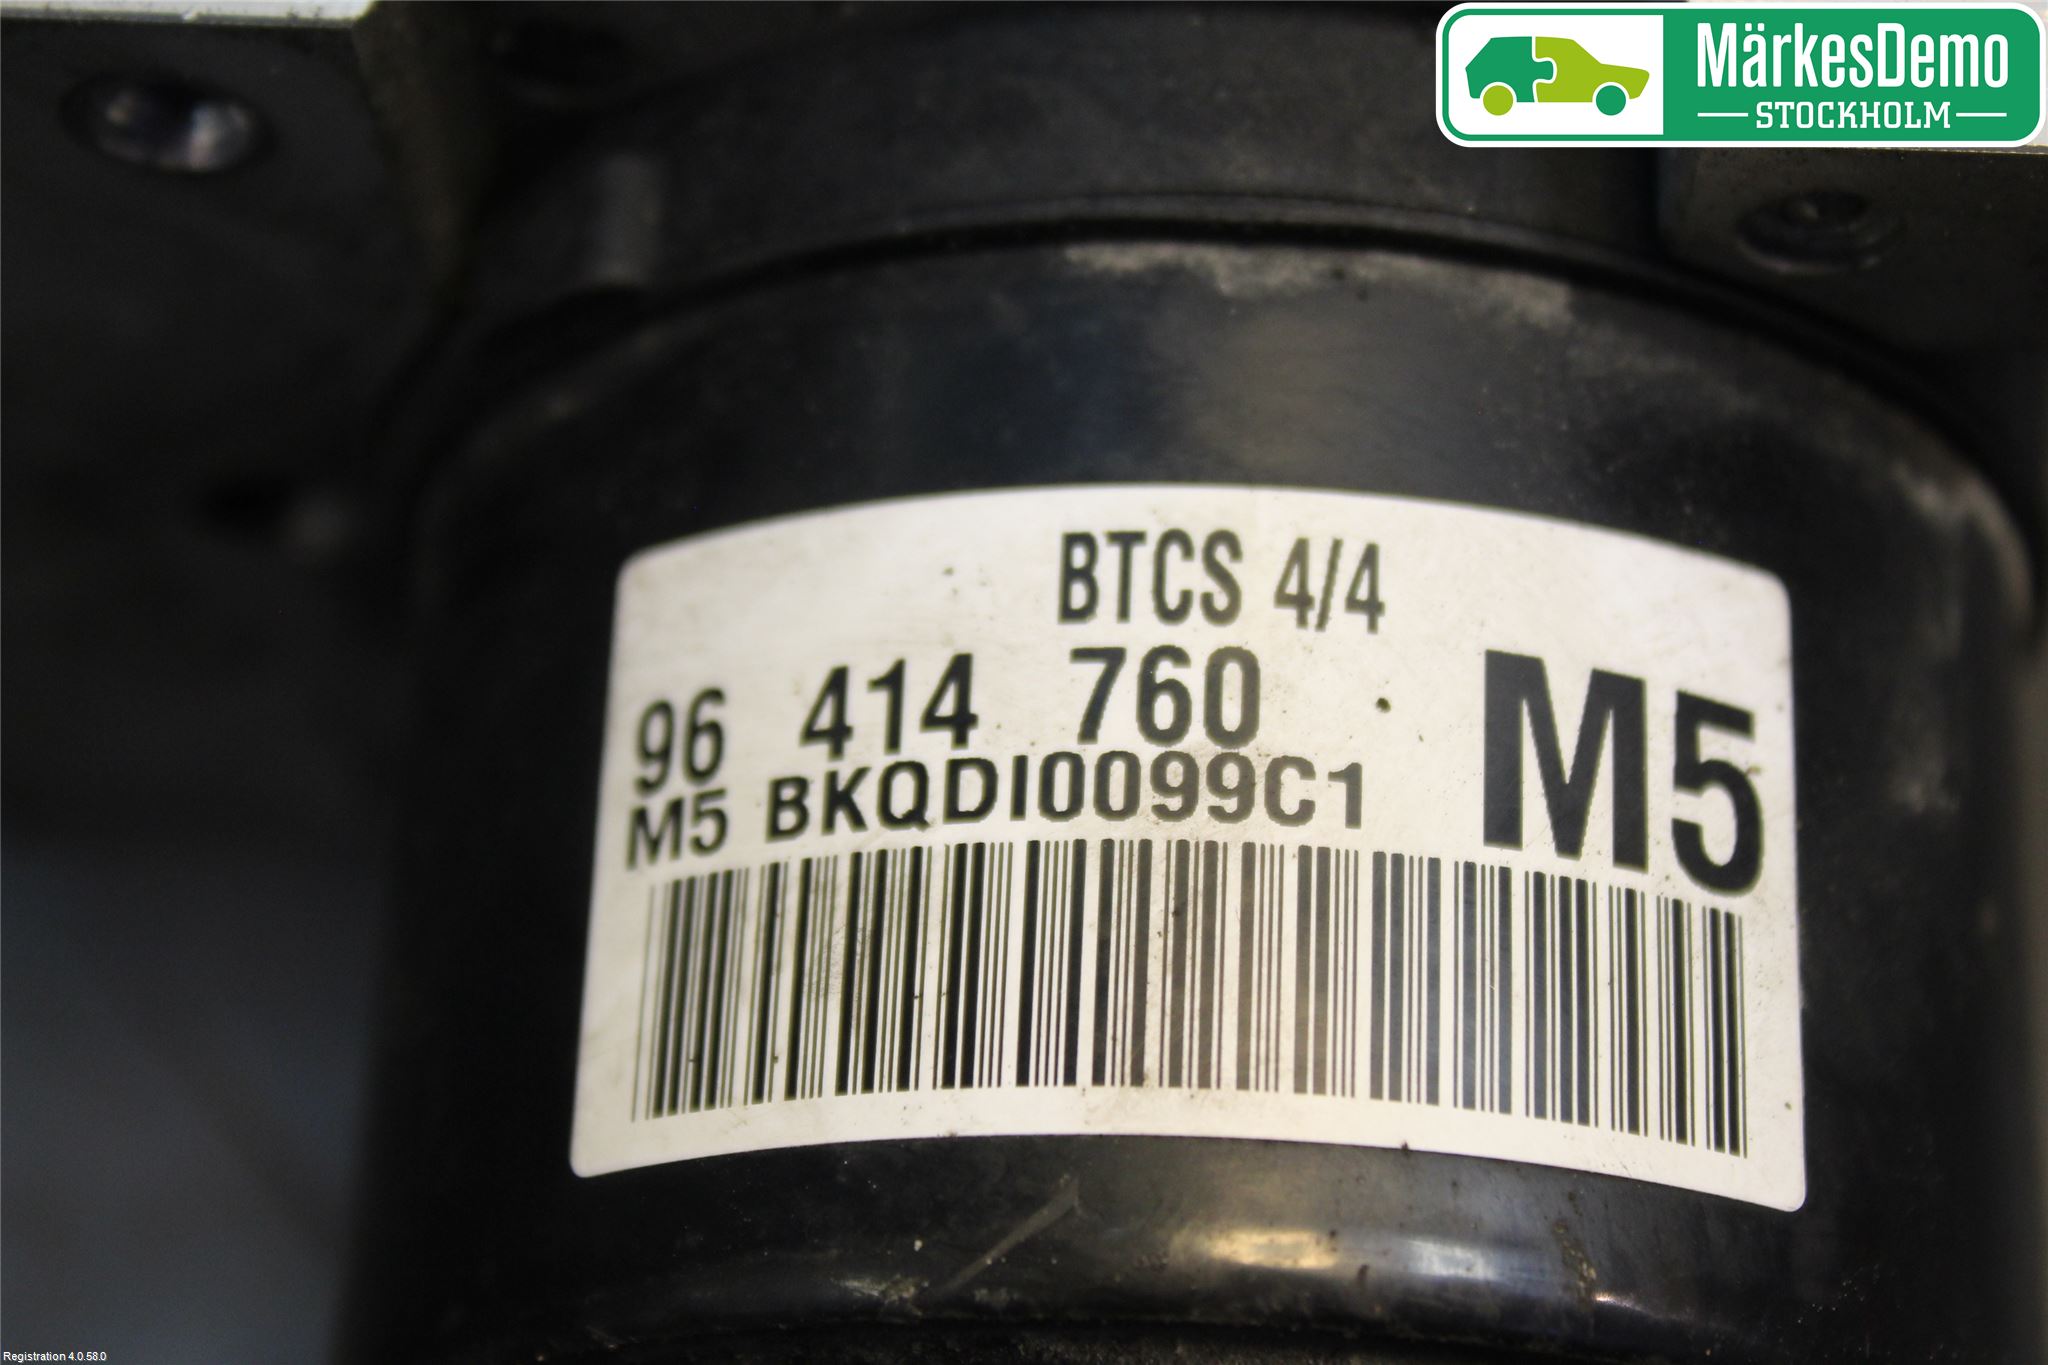 MärkesDemo
STOCKHOLM
BTCS 4/4
96 414 760
M5 BKQDI0099C1
M5
Registration 4.0.58.0